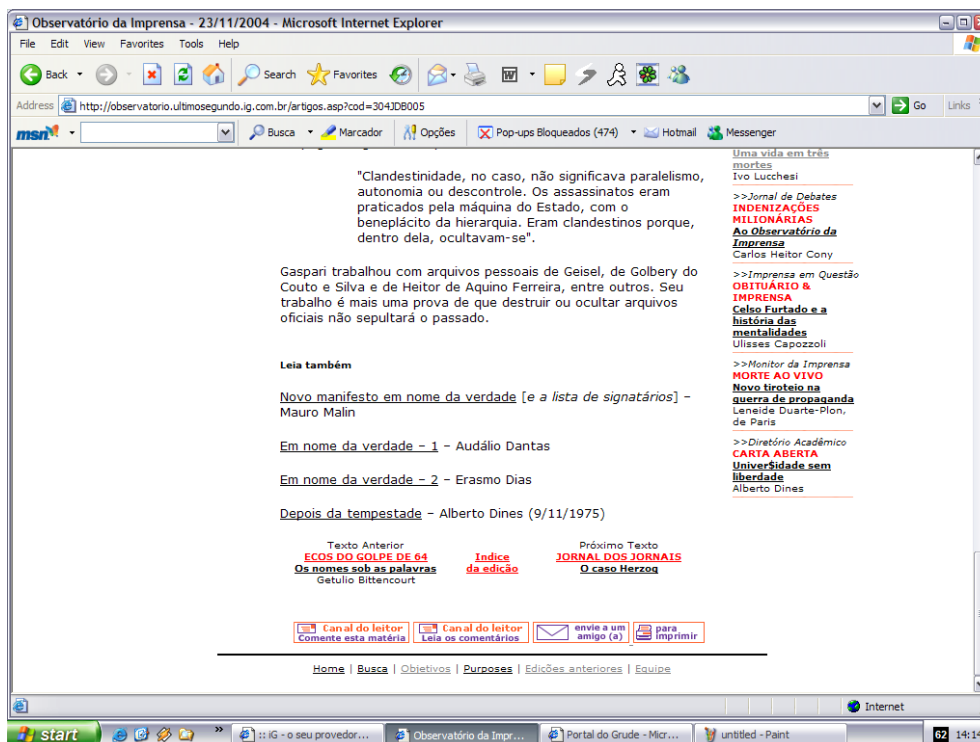 Observatório da Imprensa - 23/11/2004 - Microsoft Internet Explorer
File Edit View Favorites Tools Help
Back Search Favorites
Address http://observatorio.ultimosegundo.ig.com.br/artigos.asp?cod=304JDB005 Go Links
msn Busca Marcador Opções Pop-ups Bloqueados (474) Hotmail Messenger
"Clandestinidade, no caso, não significava paralelismo,
autonomia ou descontrole. Os assassinatos eram
praticados pela máquina do Estado, com o
beneplácito da hierarquia. Eram clandestinos porque,
dentro dela, ocultavam-se".
Gaspari trabalhou com arquivos pessoais de Geisel, de Golbery do
Couto e Silva e de Heitor de Aquino Ferreira, entre outros. Seu
trabalho é mais uma prova de que destruir ou ocultar arquivos
oficiais não sepultará o passado.
Leia também
Novo manifesto em nome da verdade [e a lista de signatários] –
Mauro Malin
Em nome da verdade – 1 – Audálio Dantas
Em nome da verdade – 2 – Erasmo Dias
Depois da tempestade – Alberto Dines (9/11/1975)
Texto Anterior
ECOS DO GOLPE DE 64
Os nomes sob as palavras
Getulio Bittencourt
Indice
da edição
Próximo Texto
JORNAL DOS JORNAIS
O caso Herzog
Canal do leitor
Comente esta matéria
Canal do leitor
Leia os comentários
envie a um
amigo (a)
para
imprimir
Home | Busca | Objetivos | Purposes | Edições anteriores | Equipe
Uma vida em três
mortes
Ivo Lucchesi
>>Jornal de Debates
INDENIZAÇÕES
MILIONÁRIAS
Ao Observatório da
Imprensa
Carlos Heitor Cony
>>Imprensa em Questão
OBITUÁRIO &
IMPRENSA
Celso Furtado e a
história das
mentalidades
Ulisses Capozzoli
>>Monitor da Imprensa
MORTE AO VIVO
Novo tiroteio na
guerra de propaganda
Leneide Duarte-Plon,
de Paris
>>Diretório Acadêmico
CARTA ABERTA
Univer$idade sem
liberdade
Alberto Dines
Internet
start :: iG - o seu provedor... Observatório da Impr... Portal do Grude - Micr... untitled - Paint 62